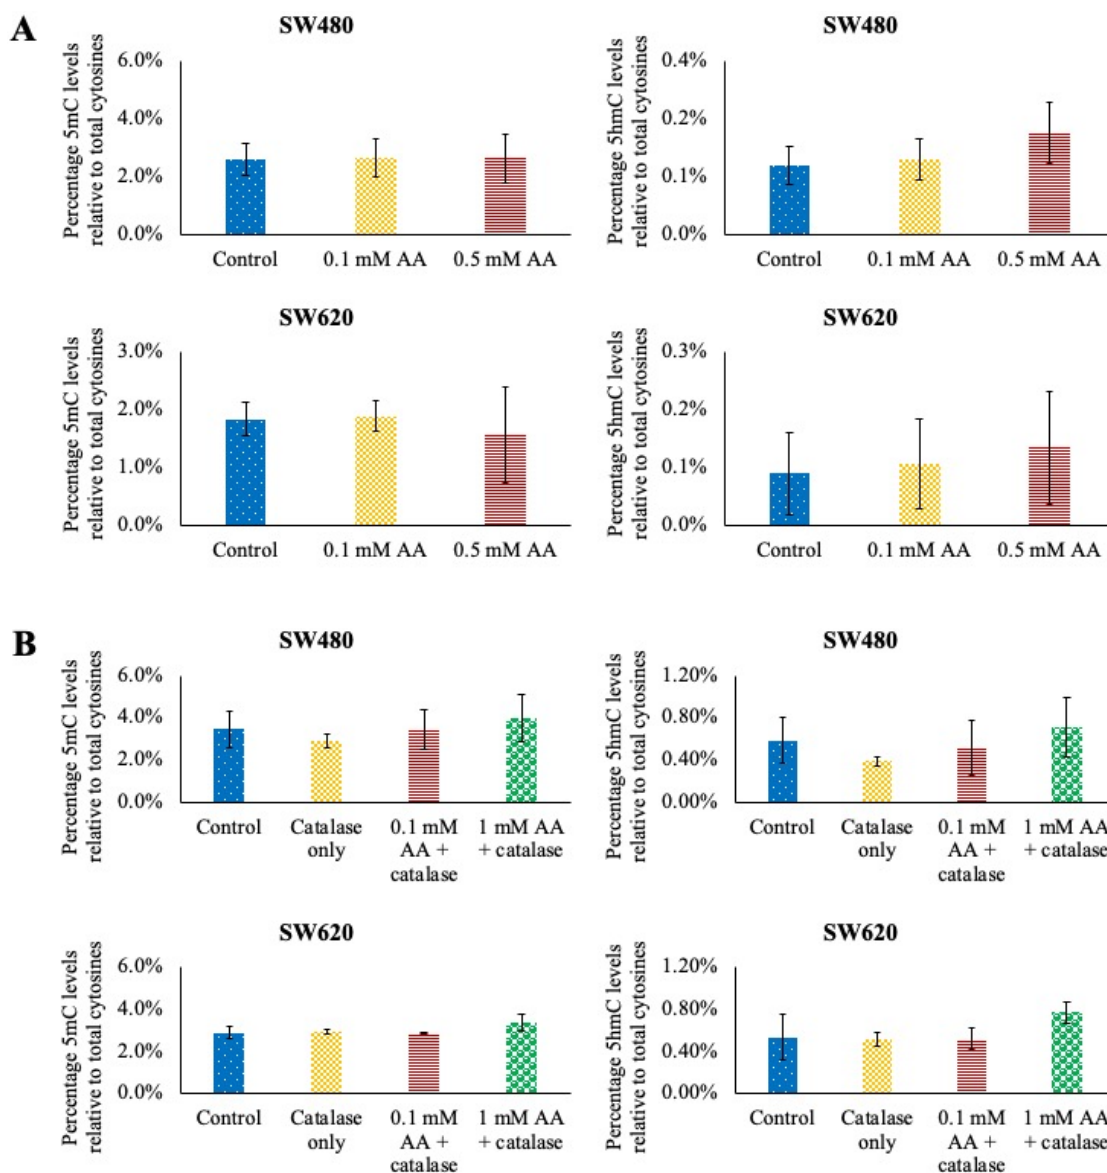 A
SW480
Percentage 5mC levels
relative to total cytosines
6.0%
4.0%
2.0%
0.0%
Control
0.1 mM AA
0.5 mM AA
SW480
Percentage 5hmC levels
relative to total cytosines
0.4%
0.2%
0.1%
0.0%
Control
0.1 mM AA
0.5 mM AA
SW620
Percentage 5mC levels
relative to total cytosines
3.0%
2.0%
1.0%
0.0%
Control
0.1 mM AA
0.5 mM AA
SW620
Percentage 5hmC levels
relative to total cytosines
0.3%
0.2%
0.1%
0.0%
Control
0.1 mM AA
0.5 mM AA
B
SW480
Percentage 5mC levels
relative to total cytosines
6.0%
4.0%
2.0%
0.0%
Control
Catalase
only
0.1 mM
AA +
catalase
1 mM AA
+ catalase
SW480
Percentage 5hmC levels
relative to total cytosines
1.20%
0.80%
0.40%
0.00%
Control
Catalase
only
0.1 mM
AA +
catalase
1 mM AA
+ catalase
SW620
Percentage 5mC levels
relative to total cytosines
6.0%
4.0%
2.0%
0.0%
Control
Catalase
only
0.1 mM
AA +
catalase
1 mM AA
+ catalase
SW620
Percentage 5hmC levels
relative to total cytosines
1.20%
0.80%
0.40%
0.00%
Control
Catalase
only
0.1 mM
AA +
catalase
1 mM AA
+ catalase